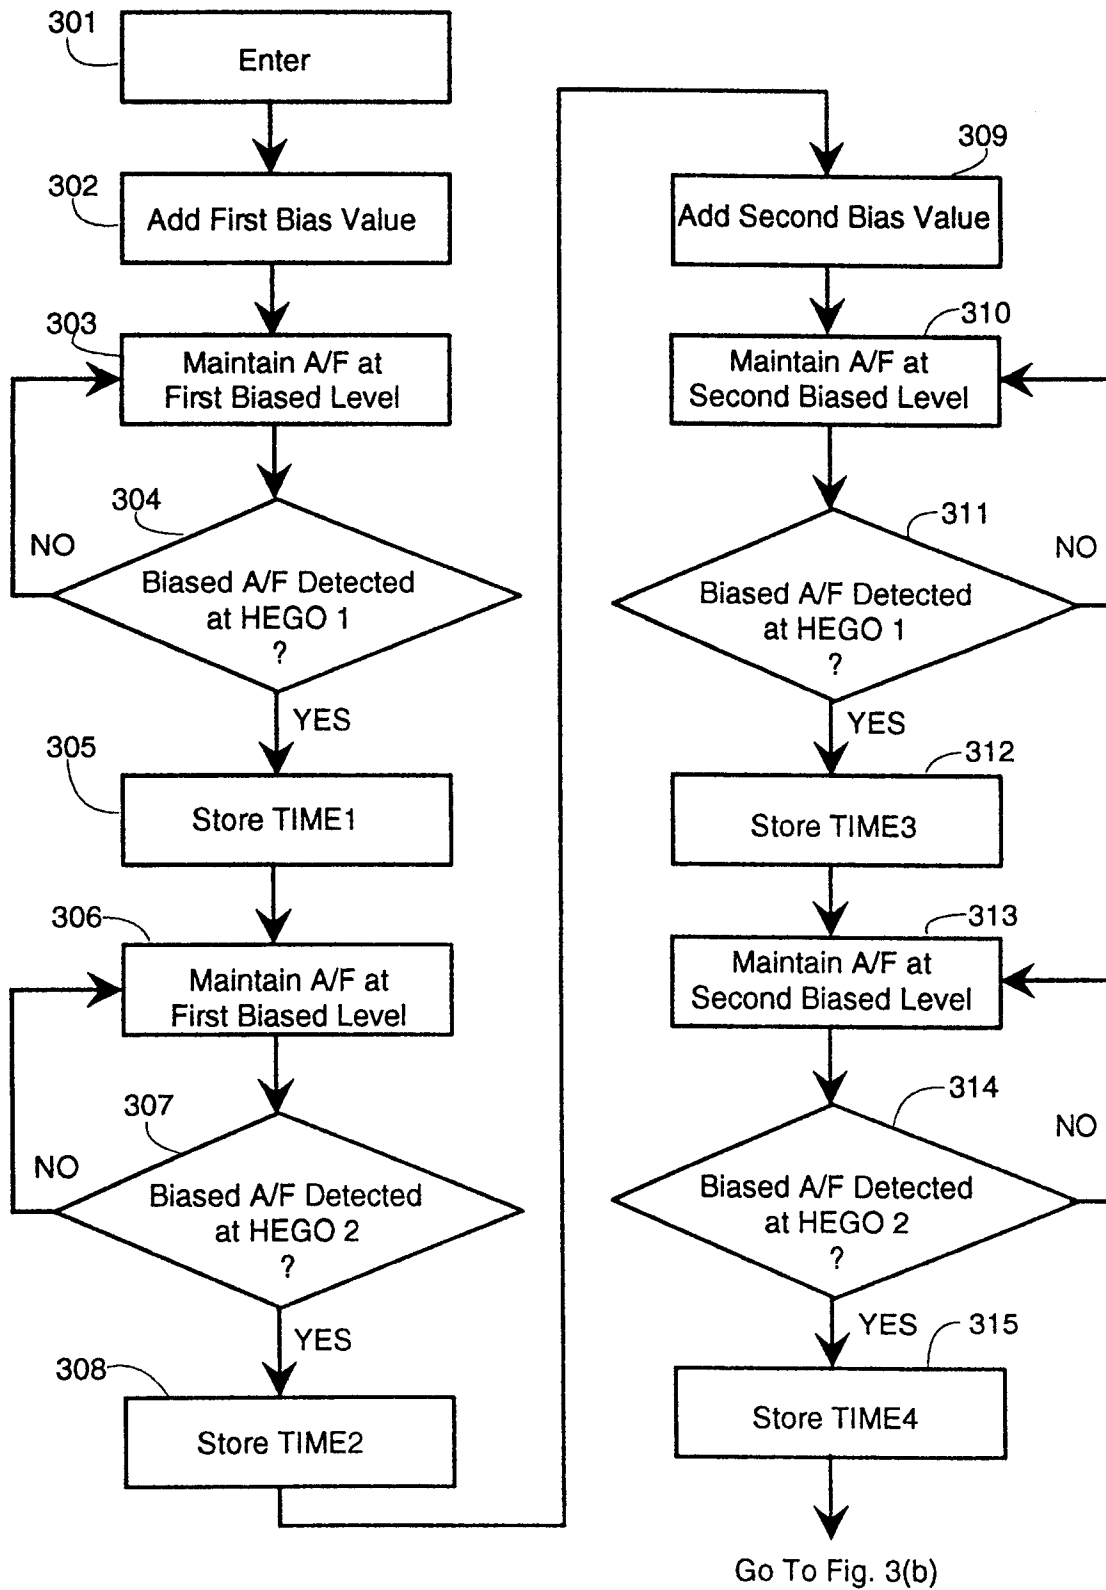 301
Enter
302
Add First Bias Value
303
Maintain A/F at
First Biased Level
304
NO
Biased A/F Detected
at HEGO 1
?
YES
305
Store TIME1
306
Maintain A/F at
First Biased Level
307
NO
Biased A/F Detected
at HEGO 2
?
YES
308
Store TIME2
309
Add Second Bias Value
310
Maintain A/F at
Second Biased Level
311
NO
Biased A/F Detected
at HEGO 1
?
YES
312
Store TIME3
313
Maintain A/F at
Second Biased Level
314
NO
Biased A/F Detected
at HEGO 2
?
YES
315
Store TIME4
Go To Fig. 3(b)